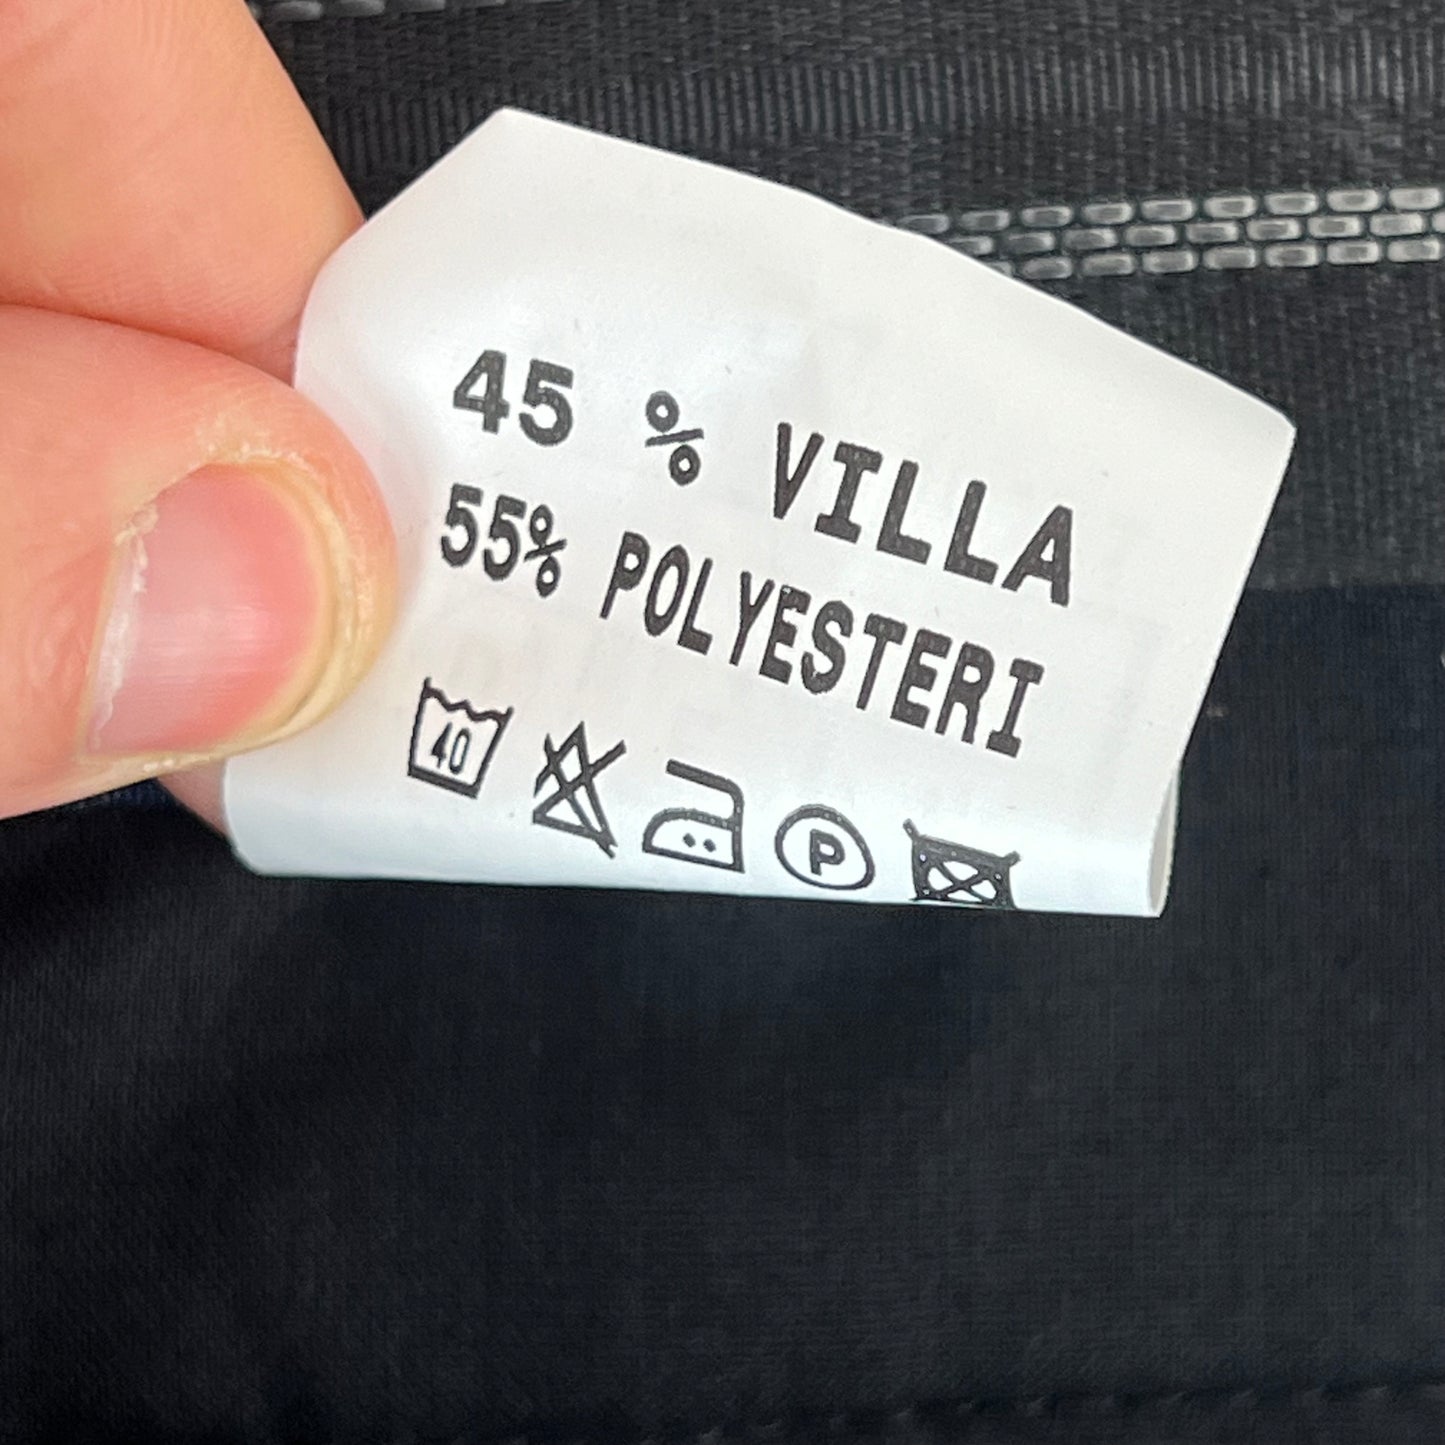 45 % VILLA
55% POLYESTERI
40 P